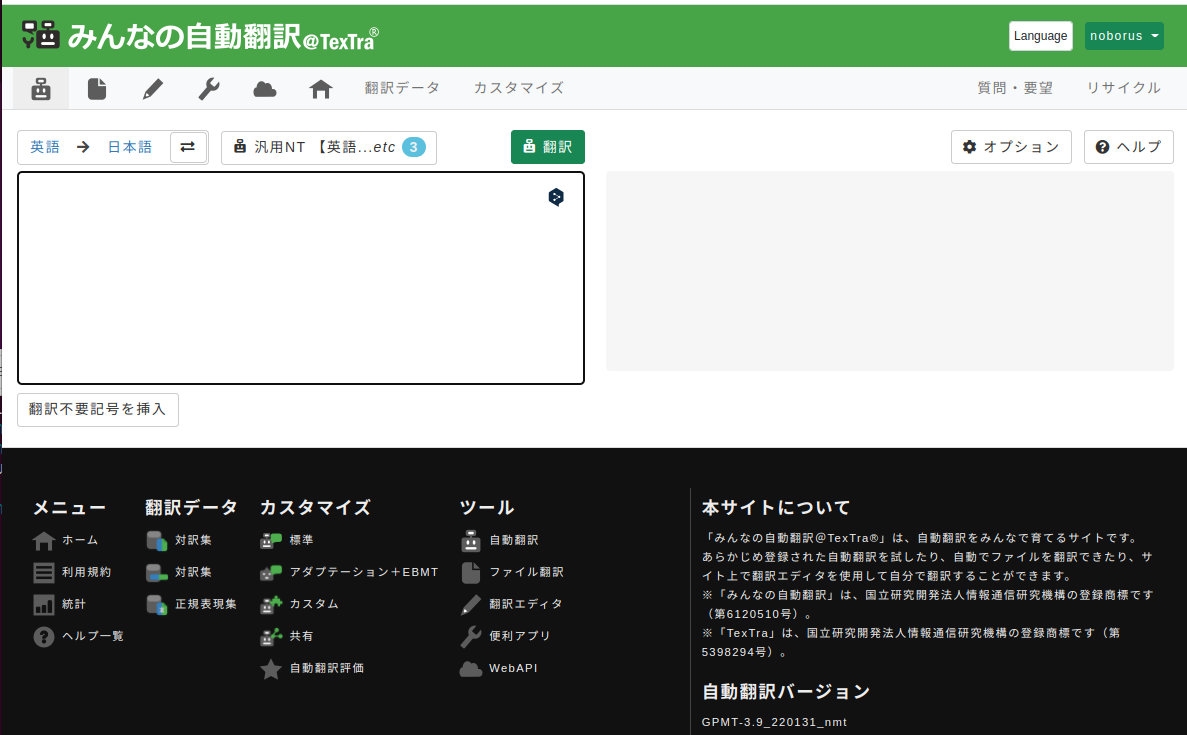 みんなの自動翻訳@TexTra®
Language
noborus
翻訳データ
カスタマイズ
質問・要望
リサイクル
英語 → 日本語
汎用NT 【英語...etc 3
翻訳
オプション
ヘルプ
翻訳不要記号を挿入
メニュー
ホーム
利用規約
統計
ヘルプ一覧
翻訳データ
対訳集
対訳集
正規表現集
カスタマイズ
標準
アダプテーション＋EBMT
カスタム
共有
自動翻訳評価
ツール
自動翻訳
ファイル翻訳
翻訳エディタ
便利アプリ
WebAPI
本サイトについて
「みんなの自動翻訳@TexTra®」は、自動翻訳をみんなで育てるサイトです。
あらかじめ登録された自動翻訳を試したり、自動でファイルを翻訳できたり、サ
イト上で翻訳エディタを使用して自分で翻訳することができます。
※「みんなの自動翻訳」は、国立研究開発法人情報通信研究機構の登録商標です
（第6120510号）。
※「TexTra」は、国立研究開発法人情報通信研究機構の登録商標です（第
5398294号）。
自動翻訳バージョン
GPMT-3.9_220131_nmt